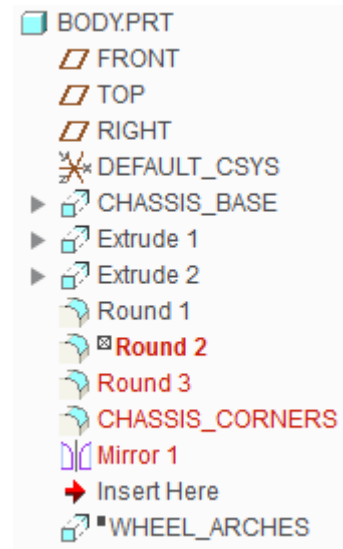 BODY.PRT
FRONT
TOP
RIGHT
DEFAULT_CSYS
CHASSIS_BASE
Extrude 1
Extrude 2
Round 1
Round 2
Round 3
CHASSIS_CORNERS
Mirror 1
Insert Here
WHEEL_ARCHES